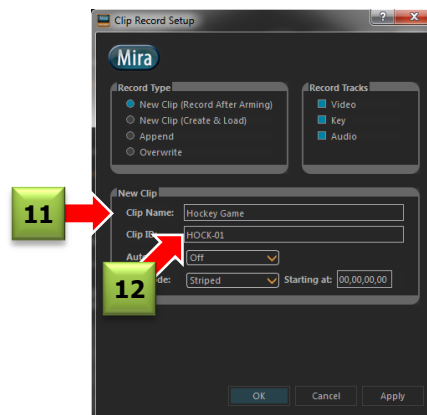 Clip Record Setup
?
X
Mira
Record Type
New Clip (Record After Arming)
New Clip (Create & Load)
Append
Overwrite
Record Tracks
Video
Key
Audio
New Clip
11
Clip Name: Hockey Game
Clip ID: HOCK-01
Off
12
Striped
Starting at: 00,00,00,00
OK
Cancel
Apply